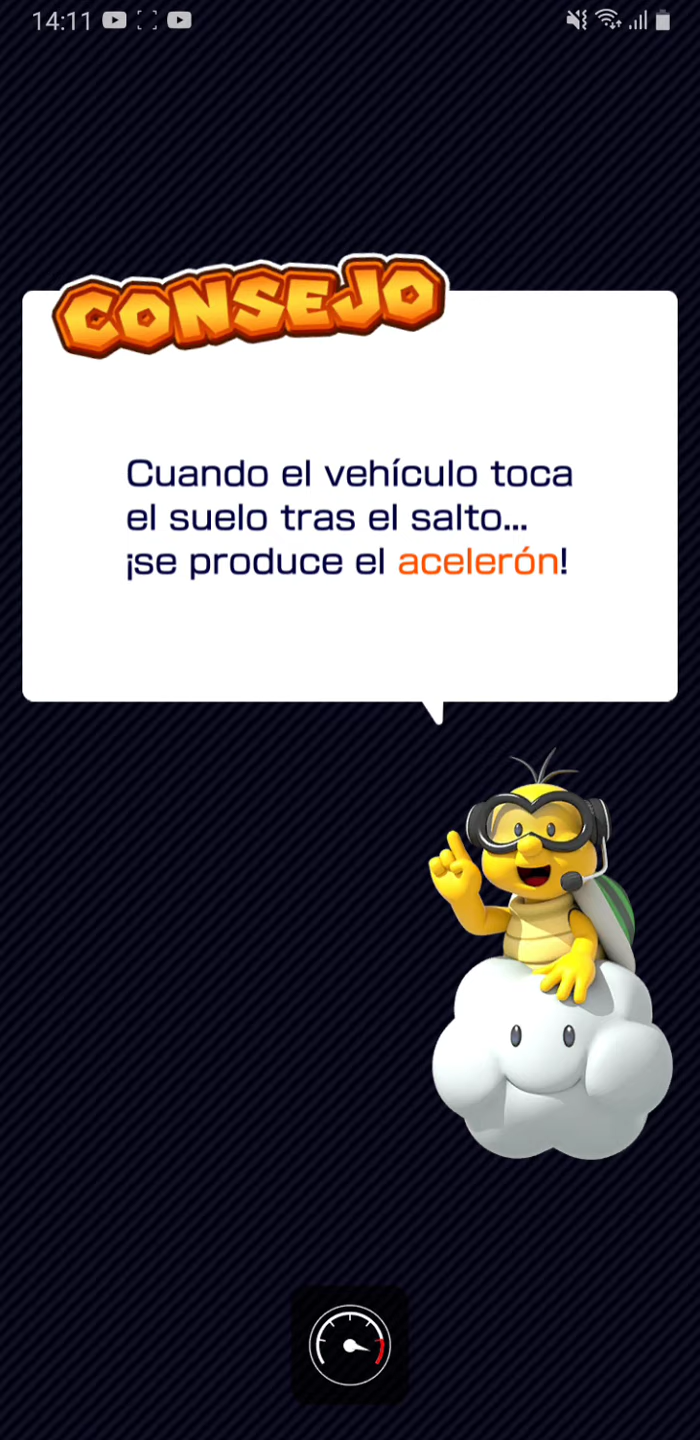 14:11
CONSEJO
Cuando el vehículo toca
el suelo tras el salto...
¡se produce el acelerón!